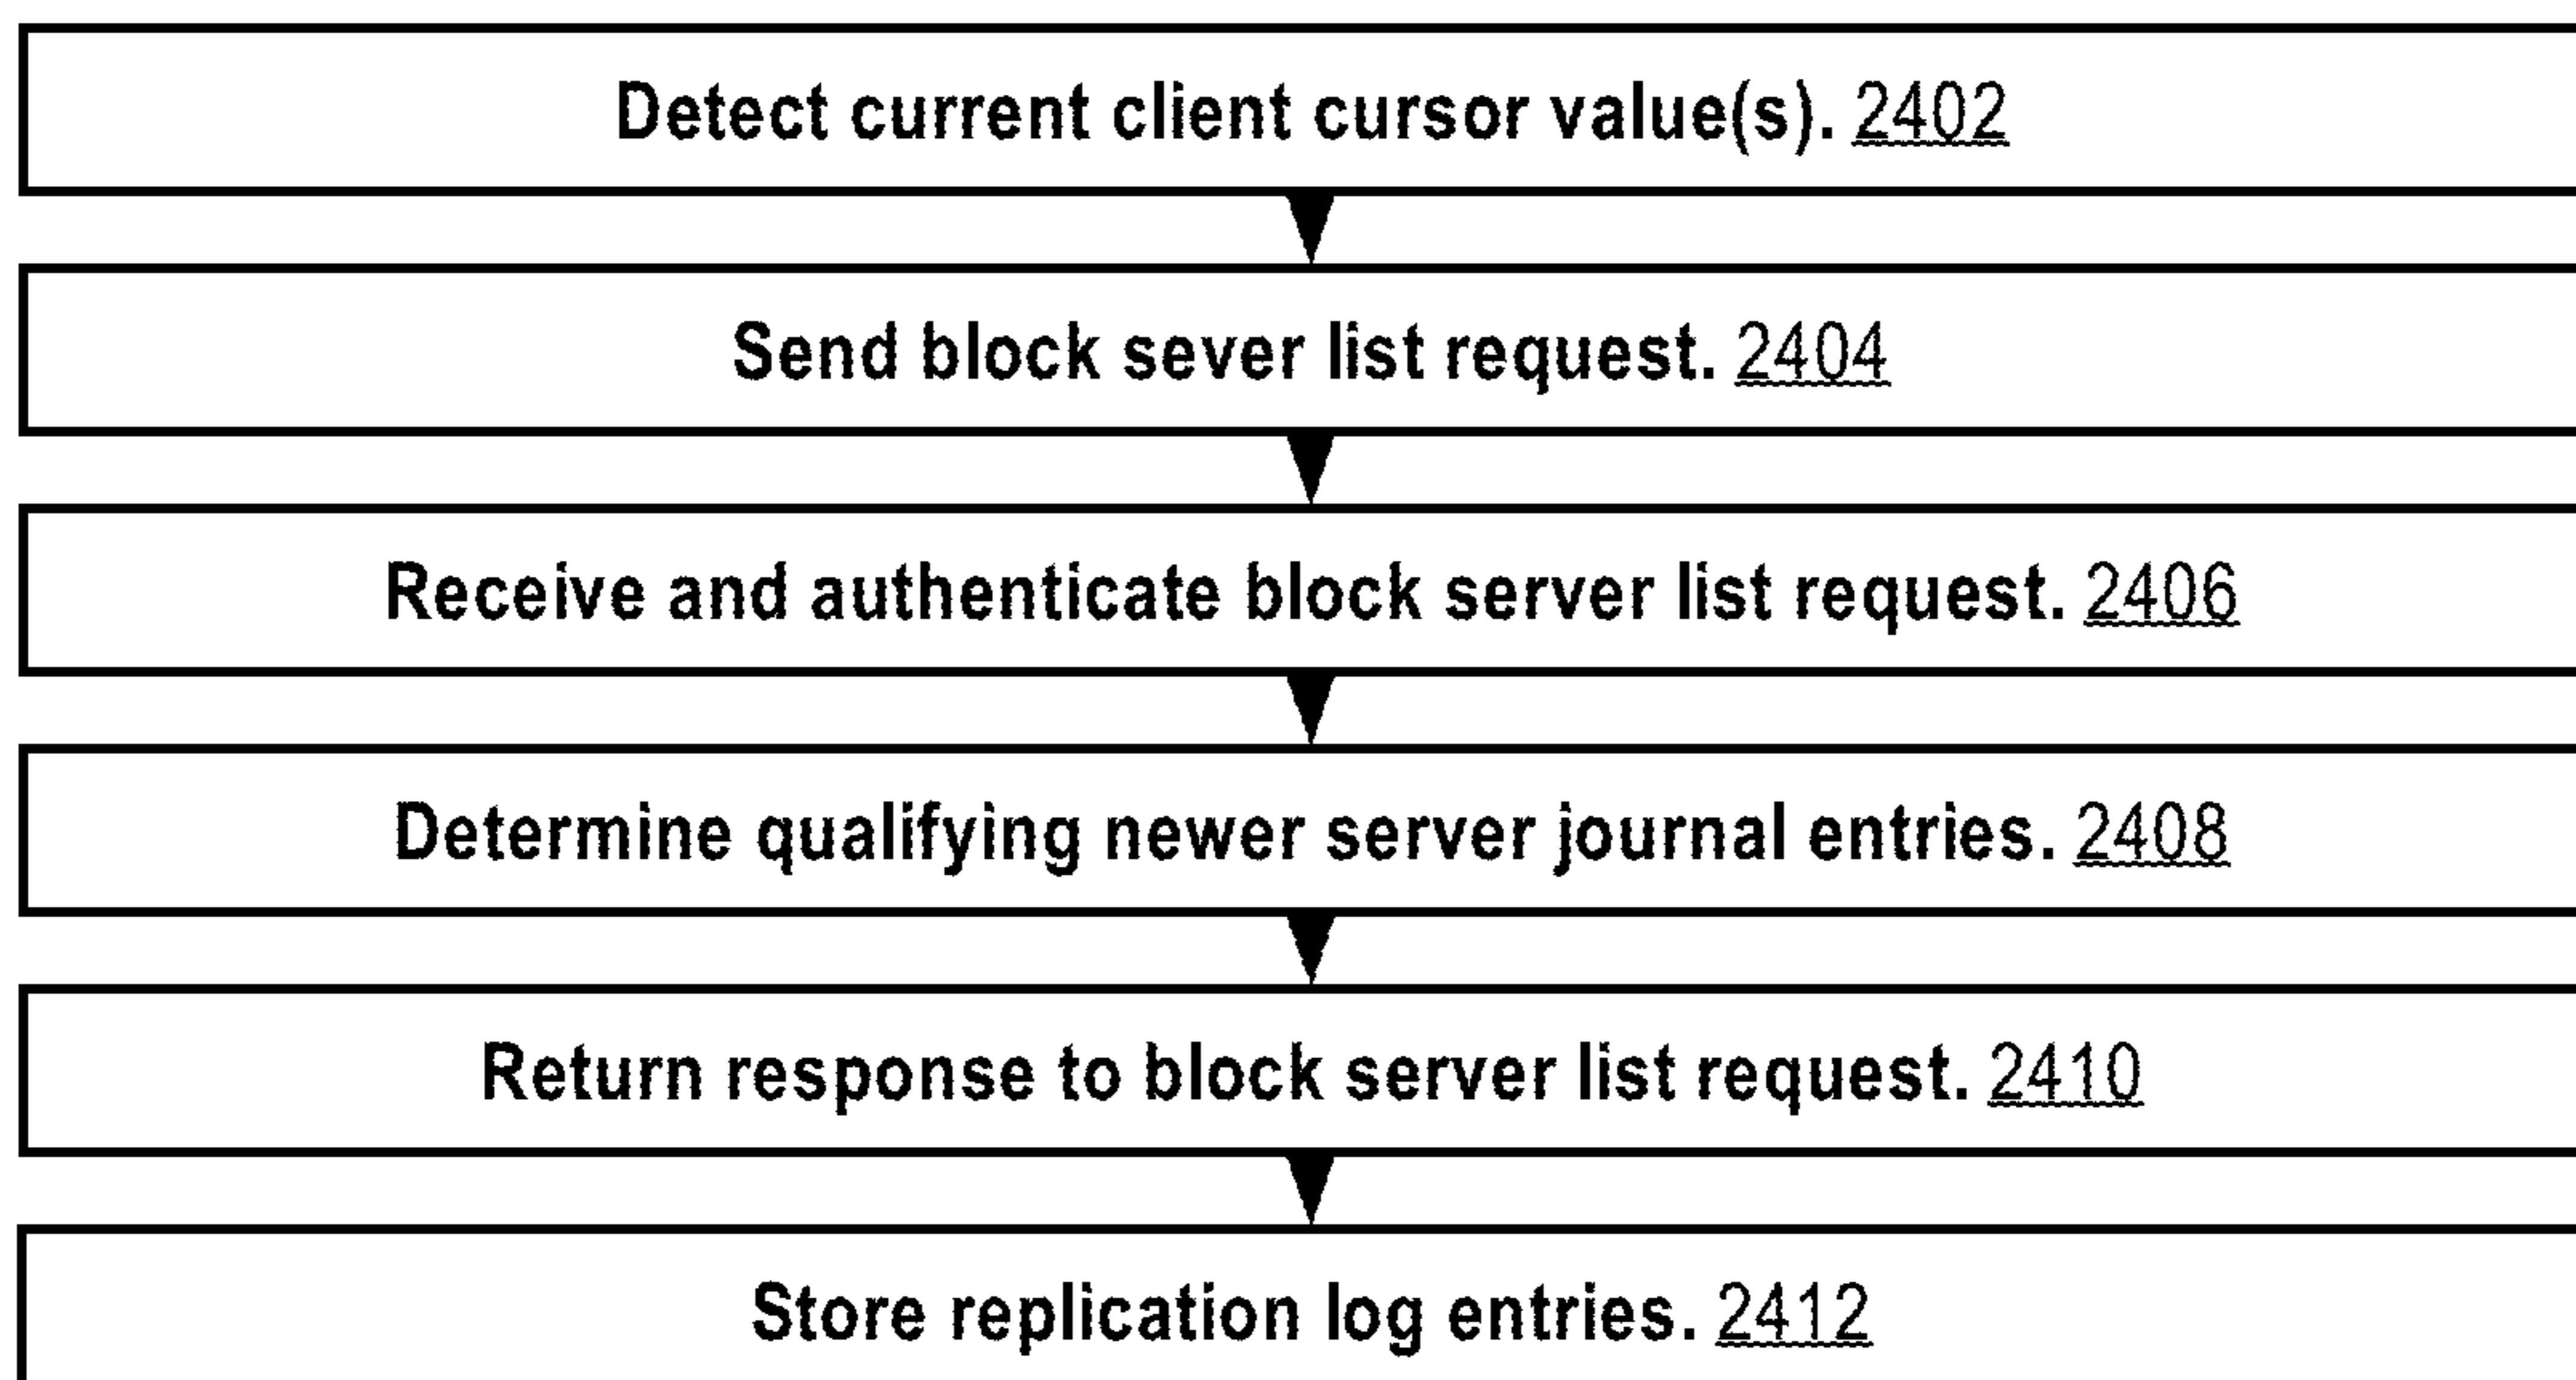 Detect current client cursor value(s). 2402
Send block sever list request. 2404
Receive and authenticate block server list request. 2406
Determine qualifying newer server journal entries. 2408
Return response to block server list request. 2410
Store replication log entries. 2412